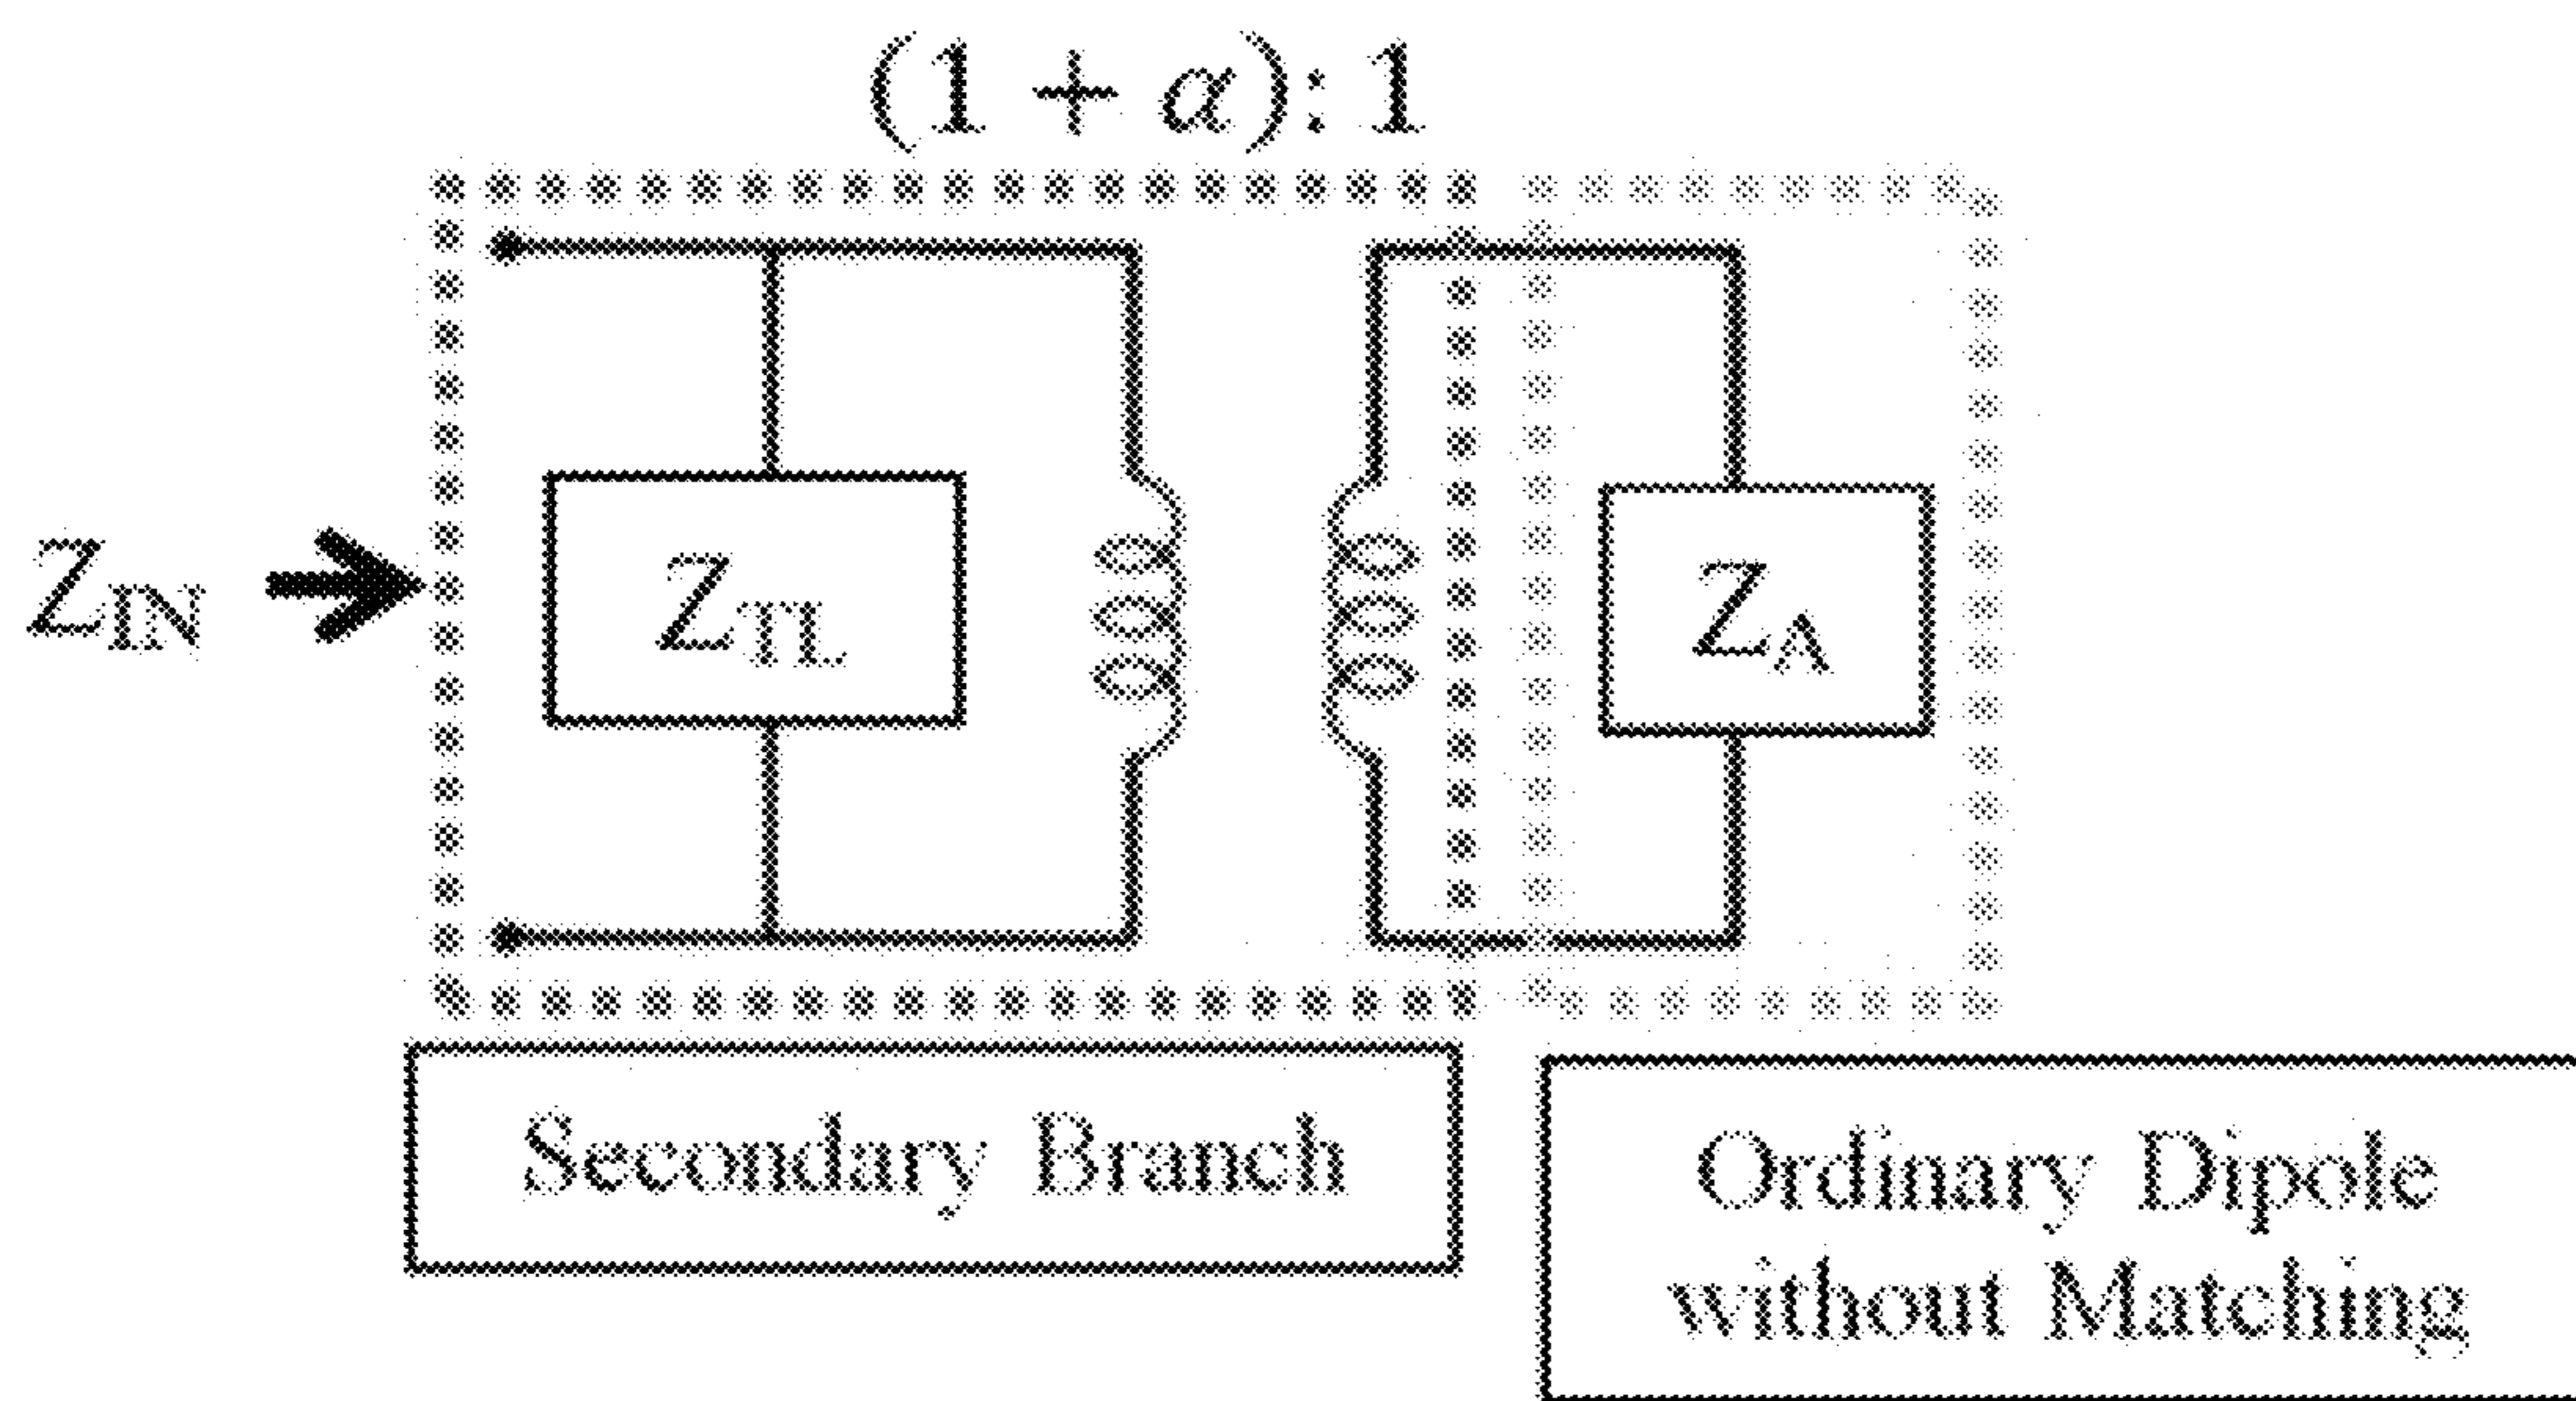 (1 + α): 1
Z_IN
Z_TL
Z_A
Secondary Branch
Ordinary Dipole
without Matching